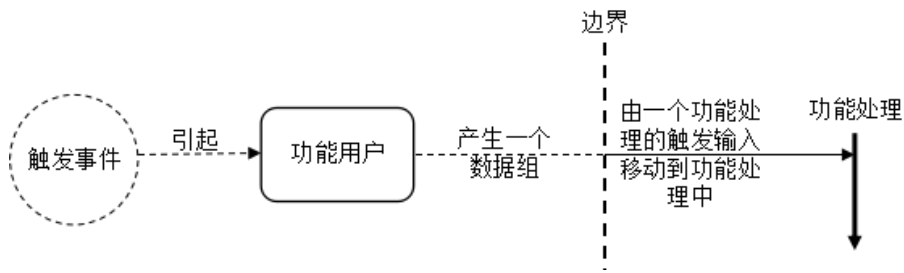 边界
触发事件
引起
功能用户
产生一个
数据组
由一个功能处
理的触发输入
移动到功能处
理中
功能处理